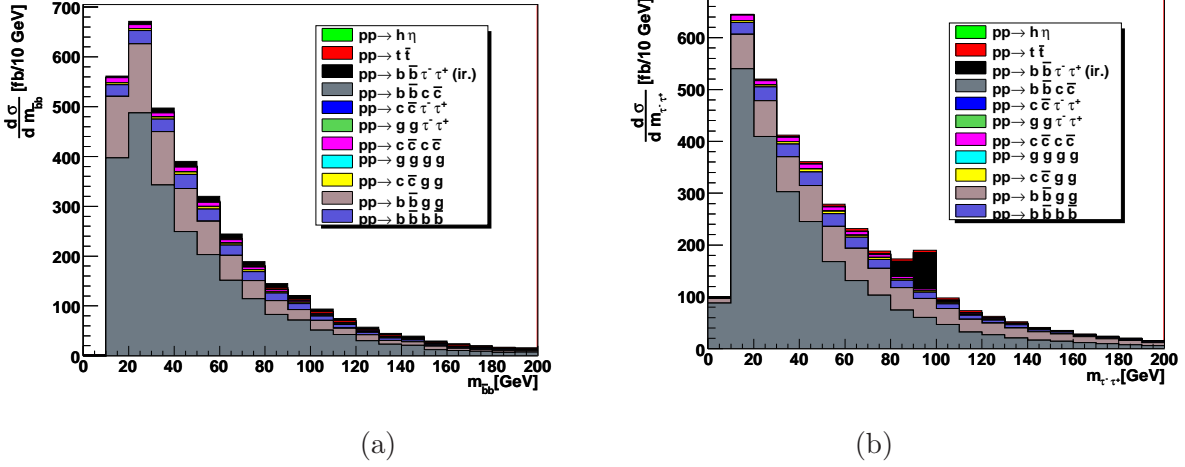 700
600
500
400
300
200
100
0
d σ
d m_b̄b [fb/10 GeV]
pp→ h η
pp→ t t̄
pp→ b b̄ τ⁻ τ⁺ (ir.)
pp→ b b̄ c c̄
pp→ c c̄ τ⁻ τ⁺
pp→ g g τ⁻ τ⁺
pp→ c c̄ c c̄
pp→ g g g g
pp→ c c̄ g g
pp→ b b̄ g g
pp→ b b̄ b b̄
0 20 40 60 80 100 120 140 160 180 200
m_b̄b[GeV]
(a)
600
500
400
300
200
100
0
d σ
d m_τ⁻τ⁺ [fb/10 GeV]
pp→ h η
pp→ t t̄
pp→ b b̄ τ⁻ τ⁺ (ir.)
pp→ b b̄ c c̄
pp→ c c̄ τ⁻ τ⁺
pp→ g g τ⁻ τ⁺
pp→ c c̄ c c̄
pp→ g g g g
pp→ c c̄ g g
pp→ b b̄ g g
pp→ b b̄ b b̄
0 20 40 60 80 100 120 140 160 180 200
m_τ⁻τ⁺[GeV]
(b)